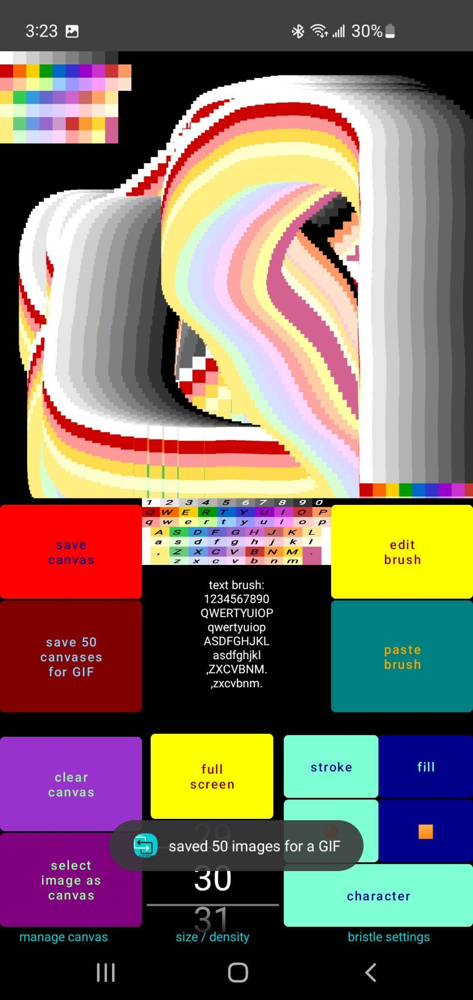 3:23
30%
1 2 3 4 5 6 7 8 9 0
Q W E R T Y U I O P
q w e r t y u i o p
A S D F G H J K L
a s d f g h j k l
, Z X C V B N M .
z x c v b n m
save
canvas
edit
brush
text brush:
1234567890
QWERTYUIOP
qwertyuiop
ASDFGHJKL
asdfghjkl
,ZXCVBNM.
,zxcvbnm.
save 50
canvases
for GIF
paste
brush
clear
canvas
full
screen
stroke
fill
29
saved 50 images for a GIF
30
31
select
image as
canvas
character
manage canvas
size / density
bristle settings